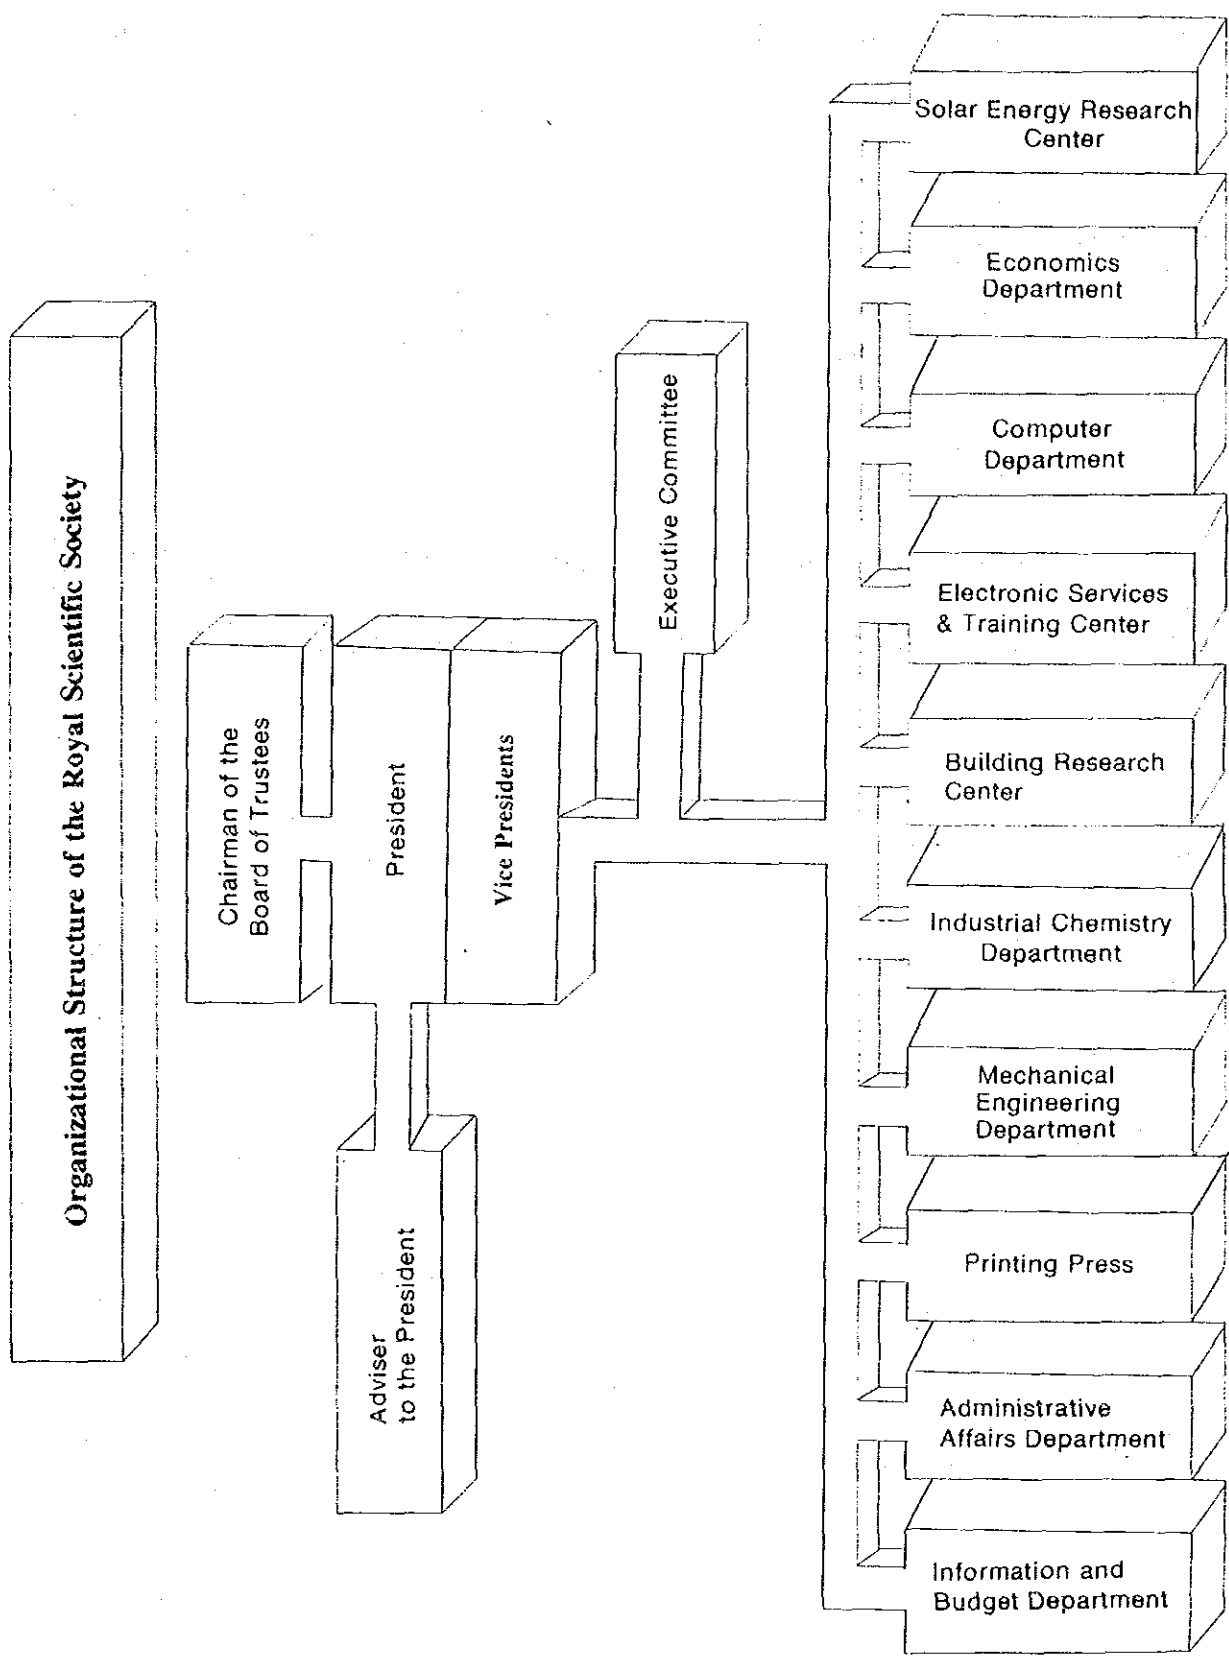 Organizational Structure of the Royal Scientific Society
Chairman of the
Board of Trustees
President
Vice Presidents
Adviser
to the President
Executive Committee
Solar Energy Research
Center
Economics
Department
Computer
Department
Electronic Services
& Training Center
Building Research
Center
Industrial Chemistry
Department
Mechanical
Engineering
Department
Printing Press
Administrative
Affairs Department
Information and
Budget Department